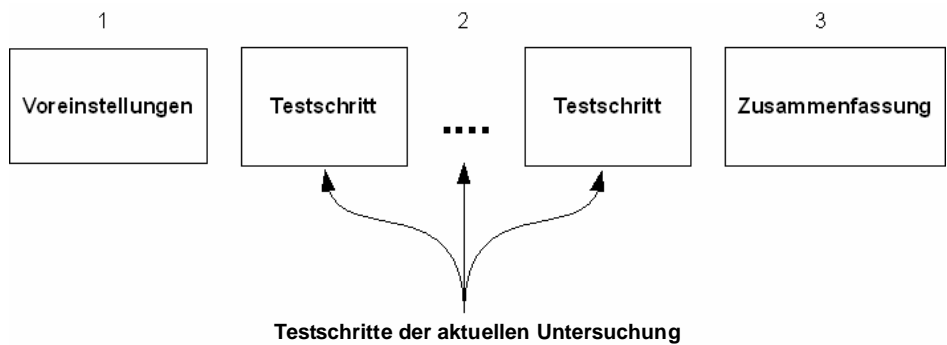 1 2 3
Voreinstellungen Testschritt .... Testschritt Zusammenfassung
Testschritte der aktuellen Untersuchung